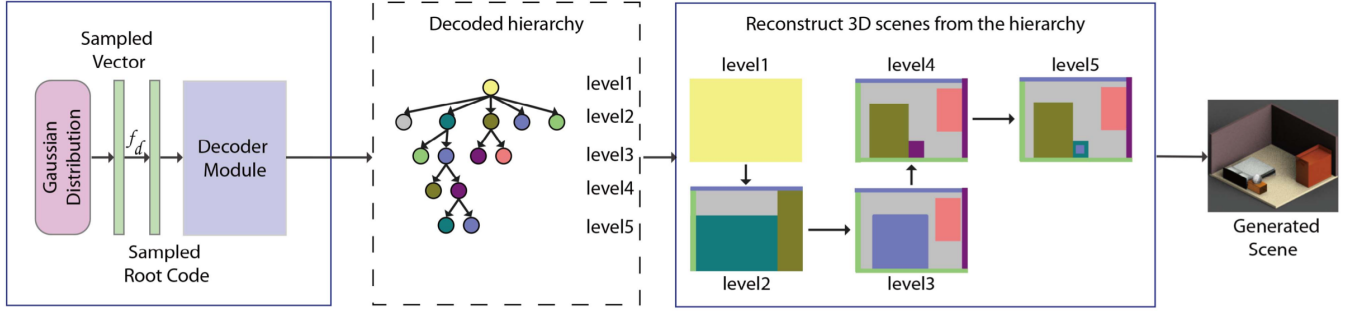 Sampled
Vector
Gaussian
Distribution
f_d
Decoder
Module
Sampled
Root Code
Decoded hierarchy
level1
level2
level3
level4
level5
Reconstruct 3D scenes from the hierarchy
level1
level4
level5
level2
level3
Generated
Scene